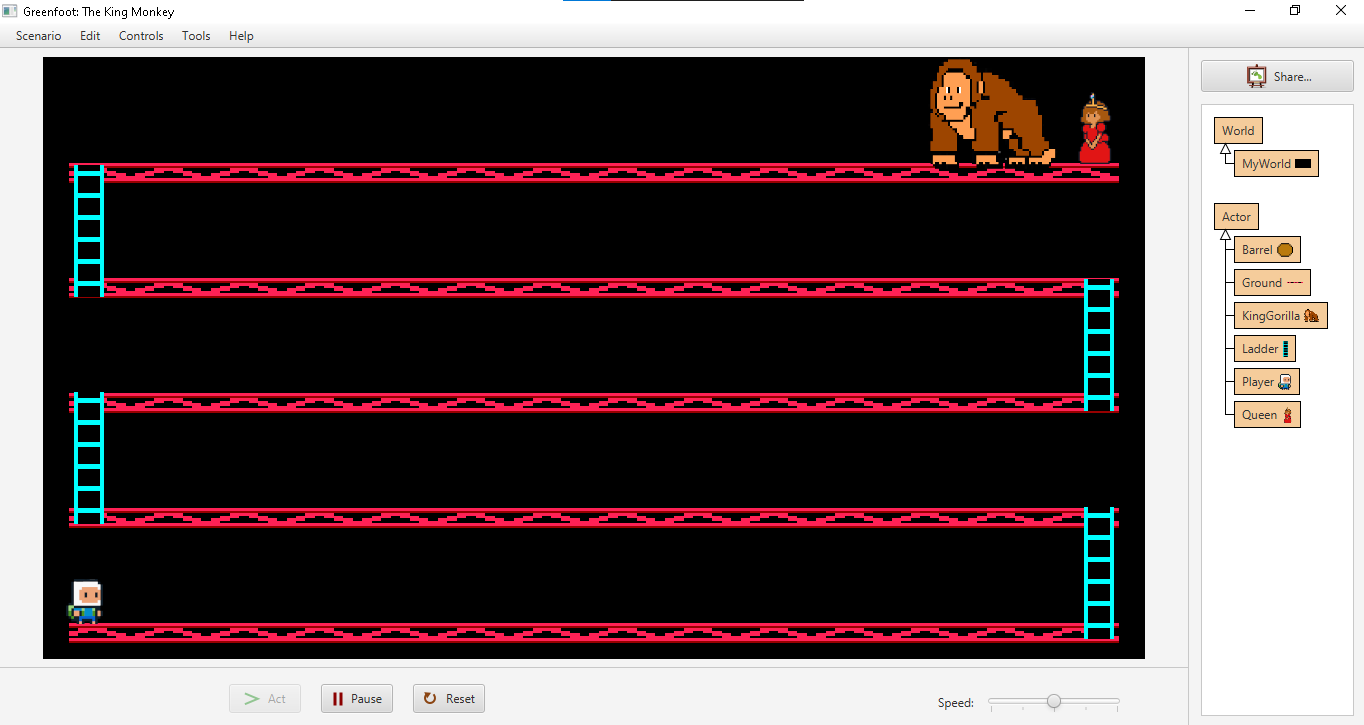 Greenfoot: The King Monkey
Scenario Edit Controls Tools Help
Share...
World
MyWorld
Actor
Barrel
Ground
KingGorilla
Ladder
Player
Queen
Act Pause Reset Speed: